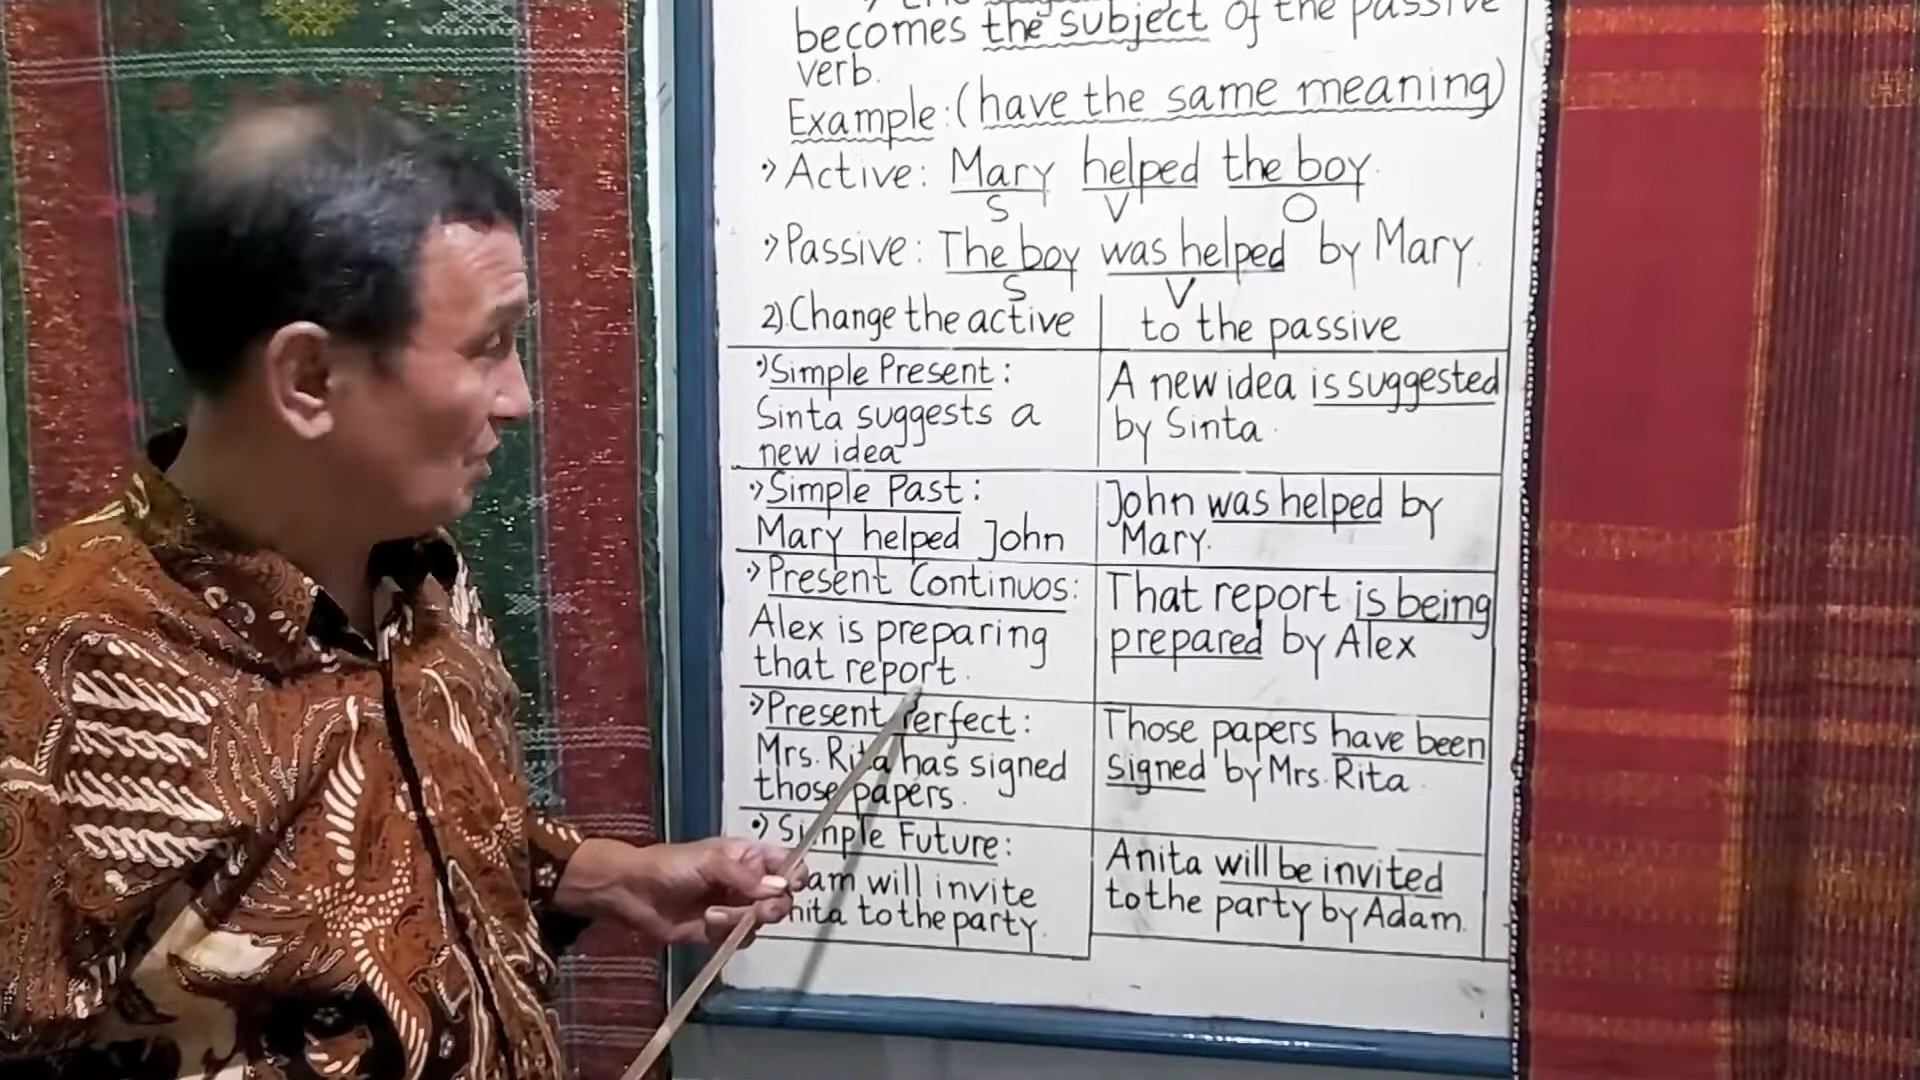 becomes the subject of the passive
verb.
Example: (have the same meaning)
Active: Mary helped the boy.
S V O
Passive: The boy was helped by Mary.
S V
2). Change the active to the passive
Simple Present:
Sinta suggests a
new idea
A new idea is suggested
by Sinta.
Simple Past:
Mary helped John
John was helped by
Mary.
Present Continuos:
Alex is preparing
that report.
That report is being
prepared by Alex
Present Perfect:
Mrs. Rita has signed
those papers.
Those papers have been
signed by Mrs. Rita.
Simple Future:
will invite
to the party.
Anita will be invited
to the party by Adam.